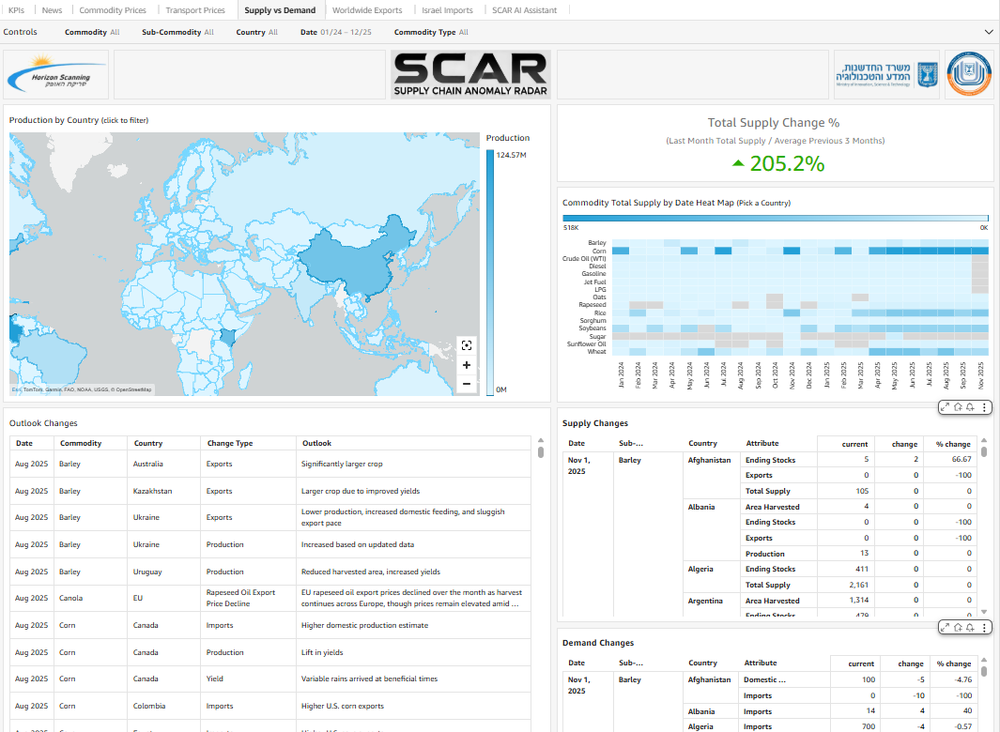 KPIs News Commodity Prices Transport Prices Supply vs Demand Worldwide Exports Israel Imports SCAR AI Assistant
Controls Commodity All Sub-Commodity All Country All Date 01/24 – 12/25 Commodity Type All
Horizon Scanning
סריקת האופק
SCAR
SUPPLY CHAIN ANOMALY RADAR
משרד החדשנות,
המדע והטכנולוגיה
Ministry of Innovation, Science & Technology
Production by Country (click to filter)
Production
124.57M
0M
Esri, TomTom, Garmin, FAO, NOAA, USGS, © OpenStreetMap
Total Supply Change %
(Last Month Total Supply / Average Previous 3 Months)
205.2%
Commodity Total Supply by Date Heat Map (Pick a Country)
518K 0K
Barley
Corn
Crude Oil (WTI)
Diesel
Gasoline
Jet Fuel
LPG
Oats
Rapeseed
Rice
Sorghum
Soybeans
Sugar
Sunflower Oil
Wheat
Jan 2024 Feb 2024 Mar 2024 Apr 2024 May 2024 Jun 2024 Jul 2024 Aug 2024 Sep 2024 Oct 2024 Nov 2024 Dec 2024 Jan 2025 Feb 2025 Mar 2025 Apr 2025 May 2025 Jun 2025 Jul 2025 Aug 2025 Sep 2025 Nov 2025
Outlook Changes
Date Commodity Country Change Type Outlook
Aug 2025 Barley Australia Exports Significantly larger crop
Aug 2025 Barley Kazakhstan Exports Larger crop due to improved yields
Aug 2025 Barley Ukraine Exports Lower production, increased domestic feeding, and sluggish
export pace
Aug 2025 Barley Ukraine Production Increased based on updated data
Aug 2025 Barley Uruguay Production Reduced harvested area, increased yields
Aug 2025 Canola EU Rapeseed Oil Export
Price Decline
EU rapeseed oil export prices declined over the month as harvest
continues across Europe, though prices remain elevated amid ...
Aug 2025 Corn Canada Imports Higher domestic production estimate
Aug 2025 Corn Canada Production Lift in yields
Aug 2025 Corn Canada Yield Variable rains arrived at beneficial times
Aug 2025 Corn Colombia Imports Higher U.S. corn exports
Supply Changes
Date Sub-... Country Attribute current change % change
Nov 1,
2025
Barley Afghanistan Ending Stocks 5 2 66.67
Exports 0 0 -100
Total Supply 105 0 0
Albania Area Harvested 4 0 0
Ending Stocks 0 0 -100
Exports 0 0 -100
Production 13 0 0
Algeria Ending Stocks 411 0 0
Total Supply 2,161 0 0
Argentina Area Harvested 1,314 0 0
Ending Stocks 479 0 0
Demand Changes
Date Sub-... Country Attribute current change % change
Nov 1,
2025
Barley Afghanistan Domestic ... 100 -5 -4.76
Imports 0 -10 -100
Albania Imports 14 4 40
Algeria Imports 700 -4 -0.57